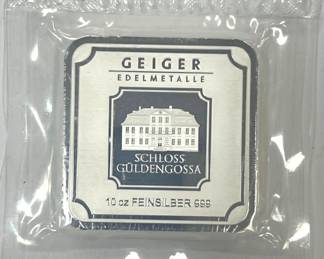 GEIGER
EDELMETALLE
SCHLOSS
GÜLDENGOSSA
10 oz FEINSILBER 999